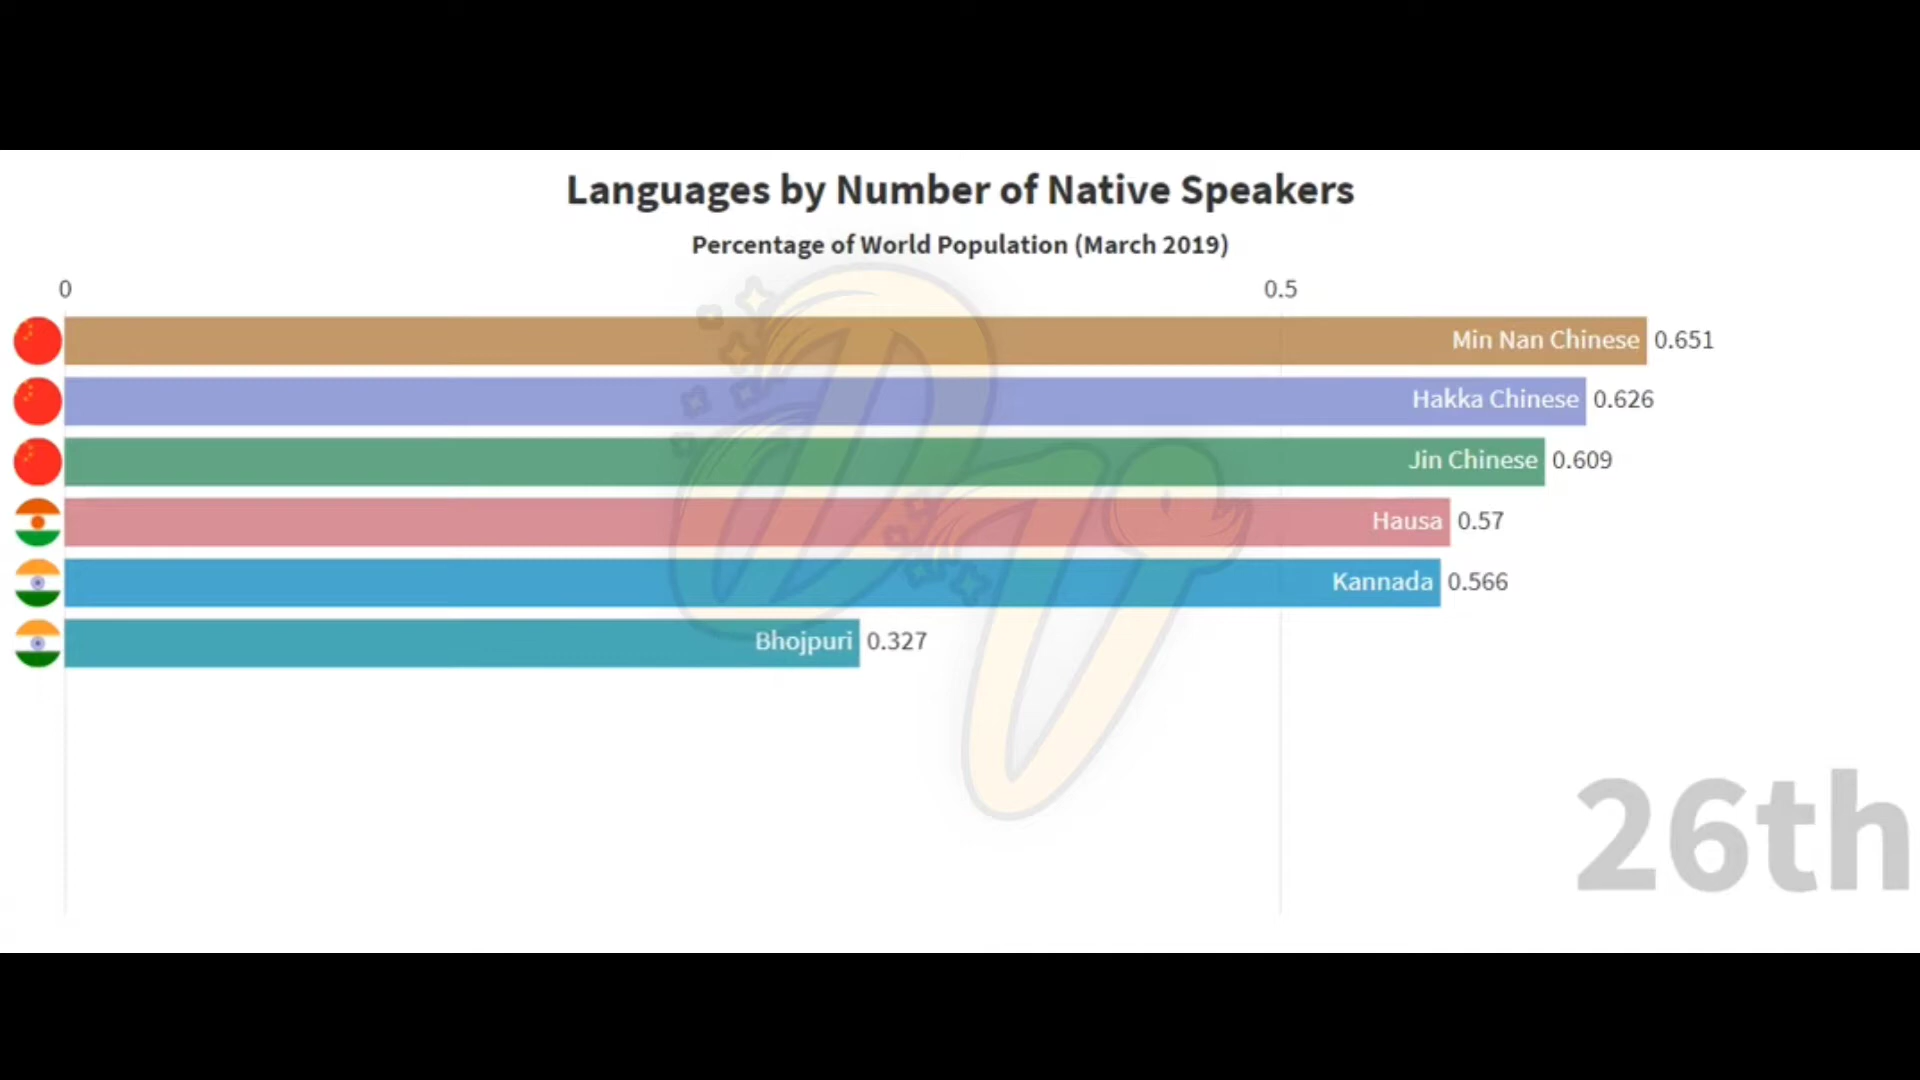 Languages by Number of Native Speakers
Percentage of World Population (March 2019)
0 0.5
Min Nan Chinese 0.651
Hakka Chinese 0.626
Jin Chinese 0.609
Hausa 0.57
Kannada 0.566
Bhojpuri 0.327
26th